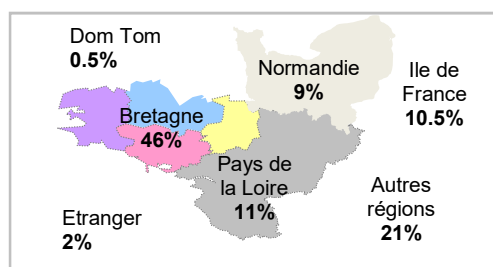 Dom Tom
0.5%
Normandie
9%
Ile de
France
10.5%
Bretagne
46%
Pays de
la Loire
11%
Autres
régions
21%
Etranger
2%